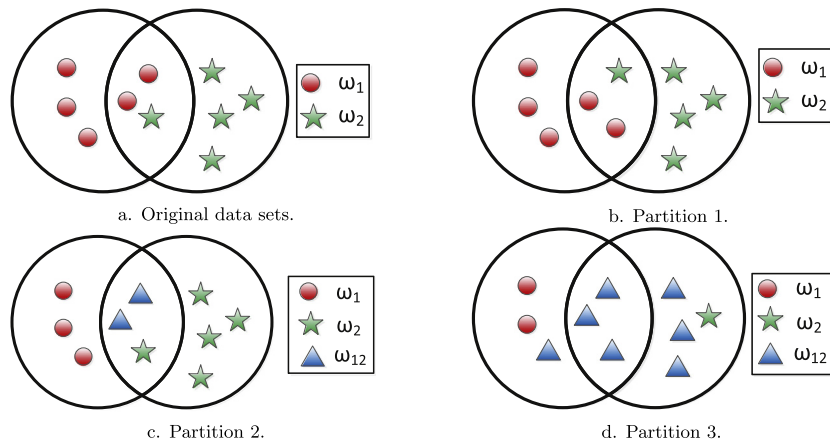 ω₁
ω₂
a. Original data sets.
ω₁
ω₂
b. Partition 1.
ω₁
ω₂
ω₁₂
c. Partition 2.
ω₁
ω₂
ω₁₂
d. Partition 3.